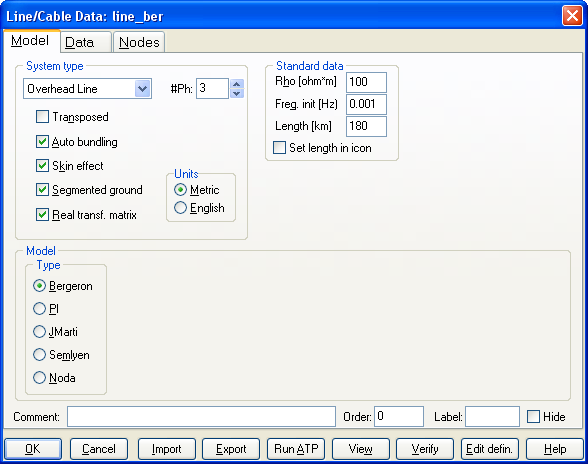 Line/Cable Data: line_ber
Model Data Nodes
System type
Overhead Line #Ph: 3
Transposed
Auto bundling
Skin effect
Segmented ground
Real transf. matrix
Units
Metric
English
Standard data
Rho [ohm*m] 100
Freq. init [Hz] 0.001
Length [km] 180
Set length in icon
Model
Type
Bergeron
PI
JMarti
Semlyen
Noda
Comment: Order: 0 Label: Hide
OK Cancel Import Export Run ATP View Verify Edit defin. Help